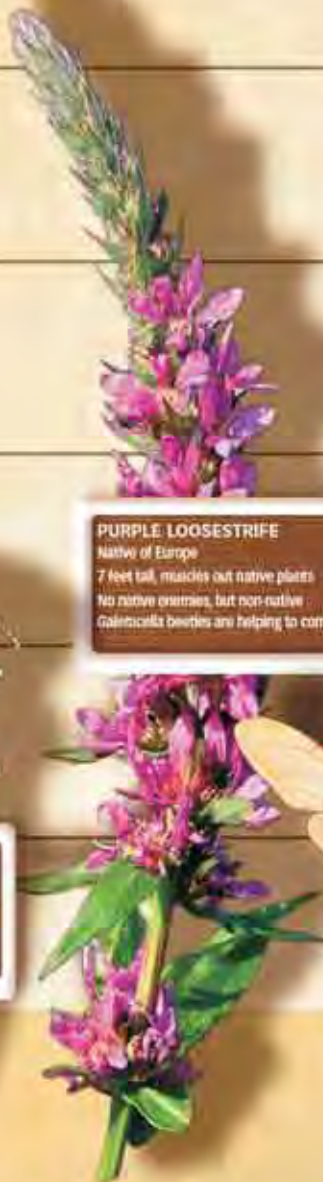 PURPLE LOOSESTRIFE
Native of Europe
7 feet tall, muscles out native plants
No native enemies, but non-native
beetles are helping to